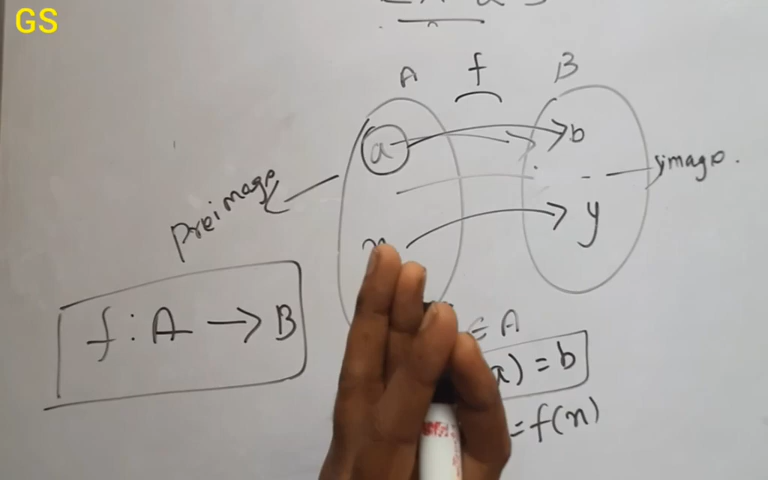 GS
A f B
a b
preimage
image.
x y
f : A → B
∈ A
a) = b
= f(x)